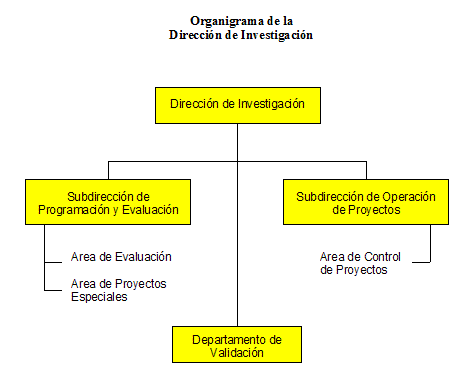 Organigrama de la
Dirección de Investigación
Dirección de Investigación
Subdirección de
Programación y Evaluación
Subdirección de Operación
de Proyectos
Area de Evaluación
Area de Proyectos
Especiales
Area de Control
de Proyectos
Departamento de
Validación